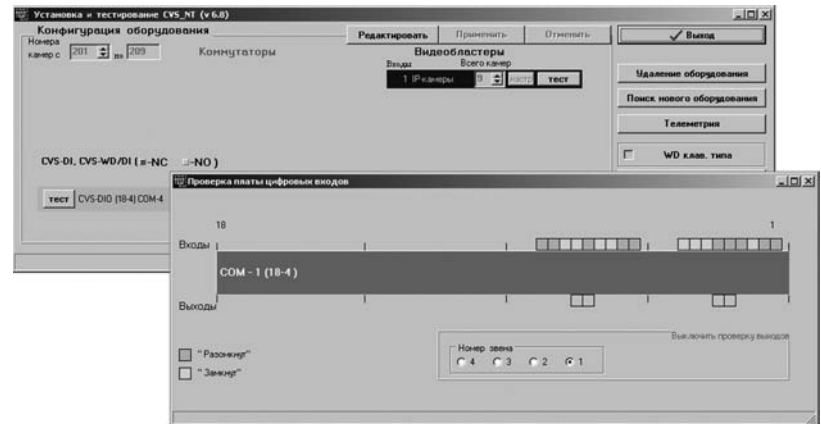 Установка и тестирование CVS_NT (v 6.8)
Конфигурация оборудования
Редактировать Применить Отменить
Выход
Номера
камер с 201 по 209
Коммутаторы
Видеобластеры
Входы Всего камер
1 IP камеры 9 настр тест
Удаление оборудования
Поиск нового оборудования
Телеметрия
WD клав. типа
CVS-DI, CVS-WD/DI ( -NC -NO )
тест CVS-DIO (18-4) COM-4
Проверка платы цифровых входов
18 1
Входы
COM - 1 (18-4 )
Выходы
Выключить проверку выходов
"Разомкнут"
"Замкнут"
Номер звена
4 3 2 1